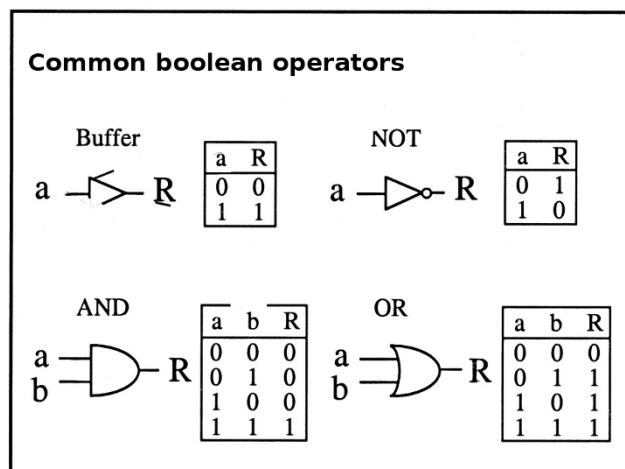 Common boolean operators
Buffer
a R
a R
0 0
1 1
NOT
a R
a R
0 1
1 0
AND
a
b
R
a b R
0 0 0
0 1 0
1 0 0
1 1 1
OR
a
b
R
a b R
0 0 0
0 1 1
1 0 1
1 1 1